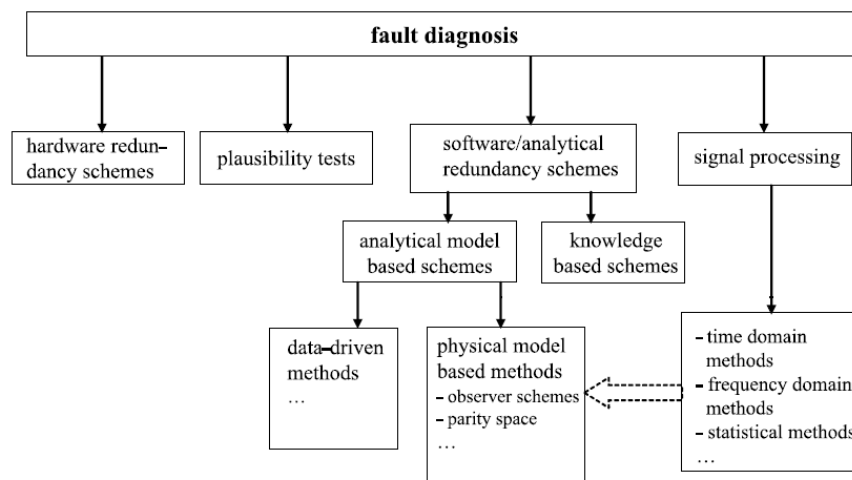 fault diagnosis
hardware redun–
dancy schemes
plausibility tests
software/analytical
redundancy schemes
signal processing
analytical model
based schemes
knowledge
based schemes
data–driven
methods
…
physical model
based methods
– observer schemes
– parity space
…
– time domain
methods
– frequency domain
methods
– statistical methods
…